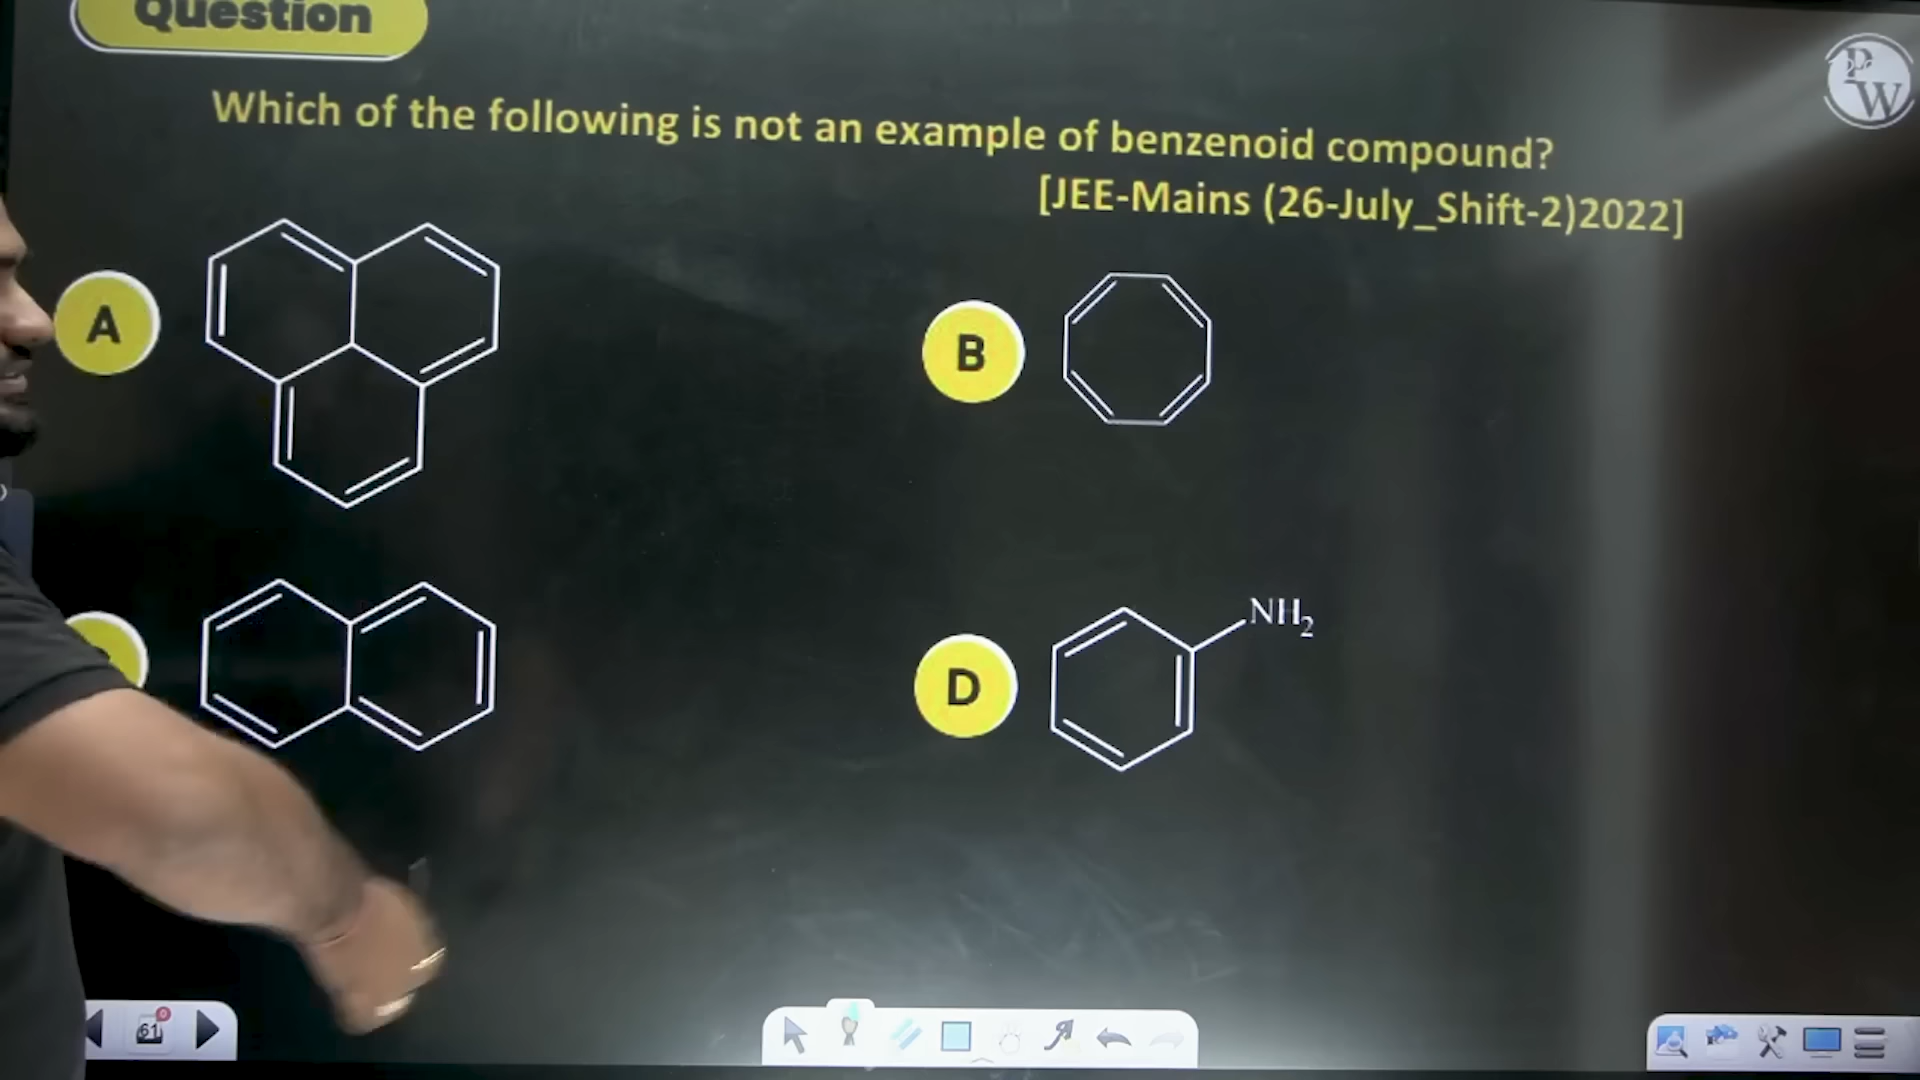 Question
PW
Which of the following is not an example of benzenoid compound?
[JEE-Mains (26-July_Shift-2)2022]
A
B
NH2
D
61